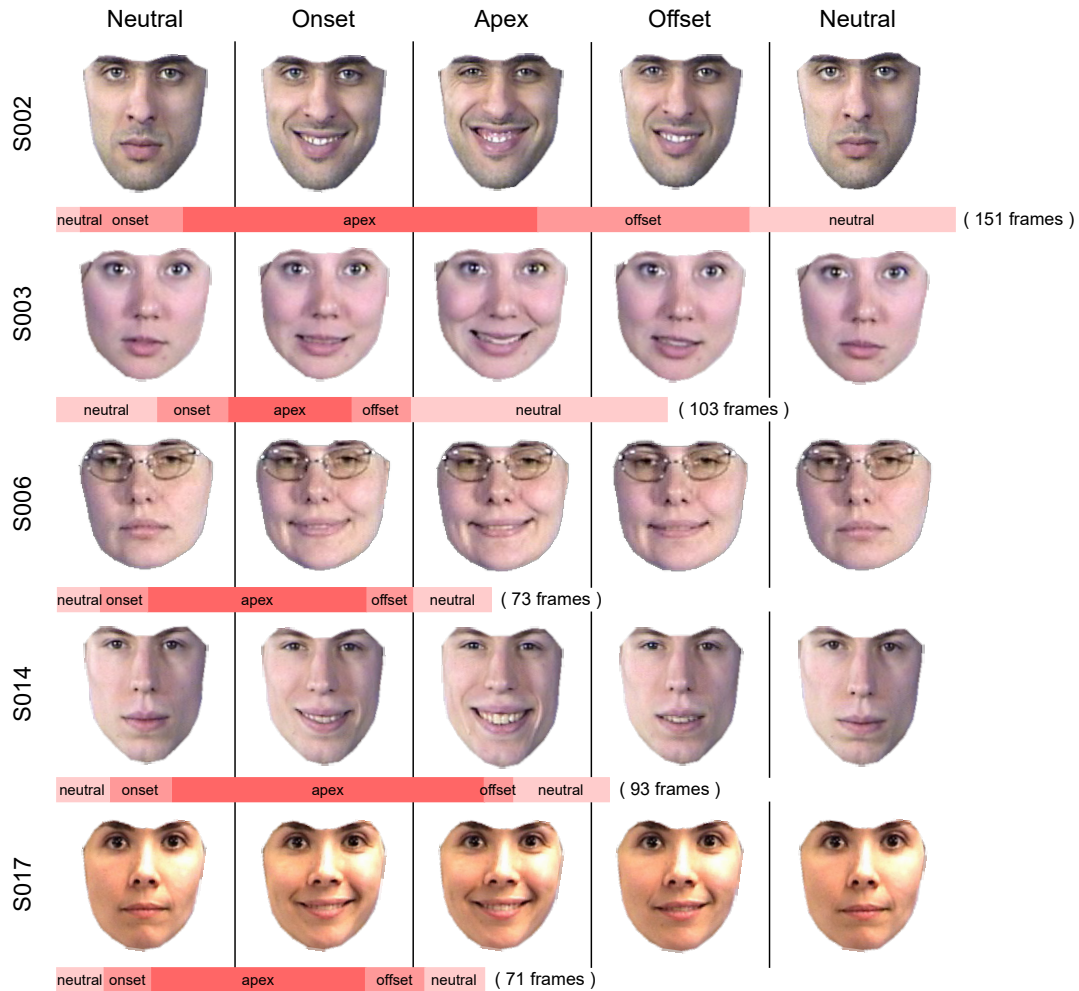 Neutral Onset Apex Offset Neutral
S002
neutral onset apex offset neutral ( 151 frames )
S003
neutral onset apex offset neutral ( 103 frames )
S006
neutral onset apex offset neutral ( 73 frames )
S014
neutral onset apex offset neutral ( 93 frames )
S017
neutral onset apex offset neutral ( 71 frames )